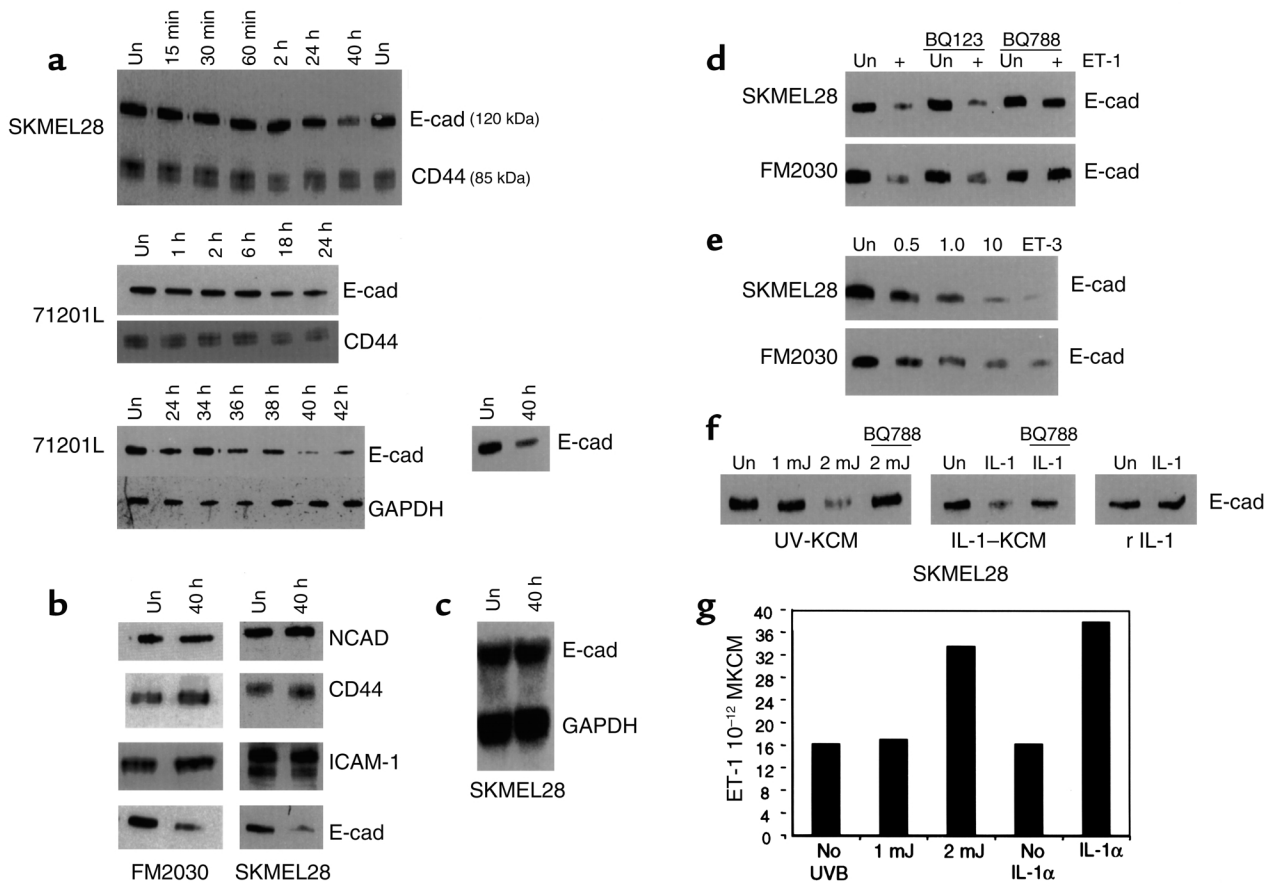 a
Un 15 min 30 min 60 min 2 h 24 h 40 h Un
SKMEL28
E-cad (120 kDa)
CD44 (85 kDa)
Un 1 h 2 h 6 h 18 h 24 h
71201L
E-cad
CD44
Un 24 h 34 h 36 h 38 h 40 h 42 h
71201L
E-cad
GAPDH
Un 40 h
E-cad
b
Un 40 h Un 40 h
NCAD
CD44
ICAM-1
E-cad
FM2030 SKMEL28
c
Un 40 h
E-cad
GAPDH
SKMEL28
d
BQ123 BQ788
Un + Un + Un + ET-1
SKMEL28 E-cad
FM2030 E-cad
e
Un 0.5 1.0 10 ET-3
SKMEL28 E-cad
FM2030 E-cad
f
BQ788 BQ788
Un 1 mJ 2 mJ 2 mJ Un IL-1 IL-1 Un IL-1
E-cad
UV-KCM IL-1–KCM r IL-1
SKMEL28
g
ET-1 10⁻¹² MKCM
40
36
32
28
24
20
16
12
8
4
0
No UVB 1 mJ 2 mJ No IL-1α IL-1α